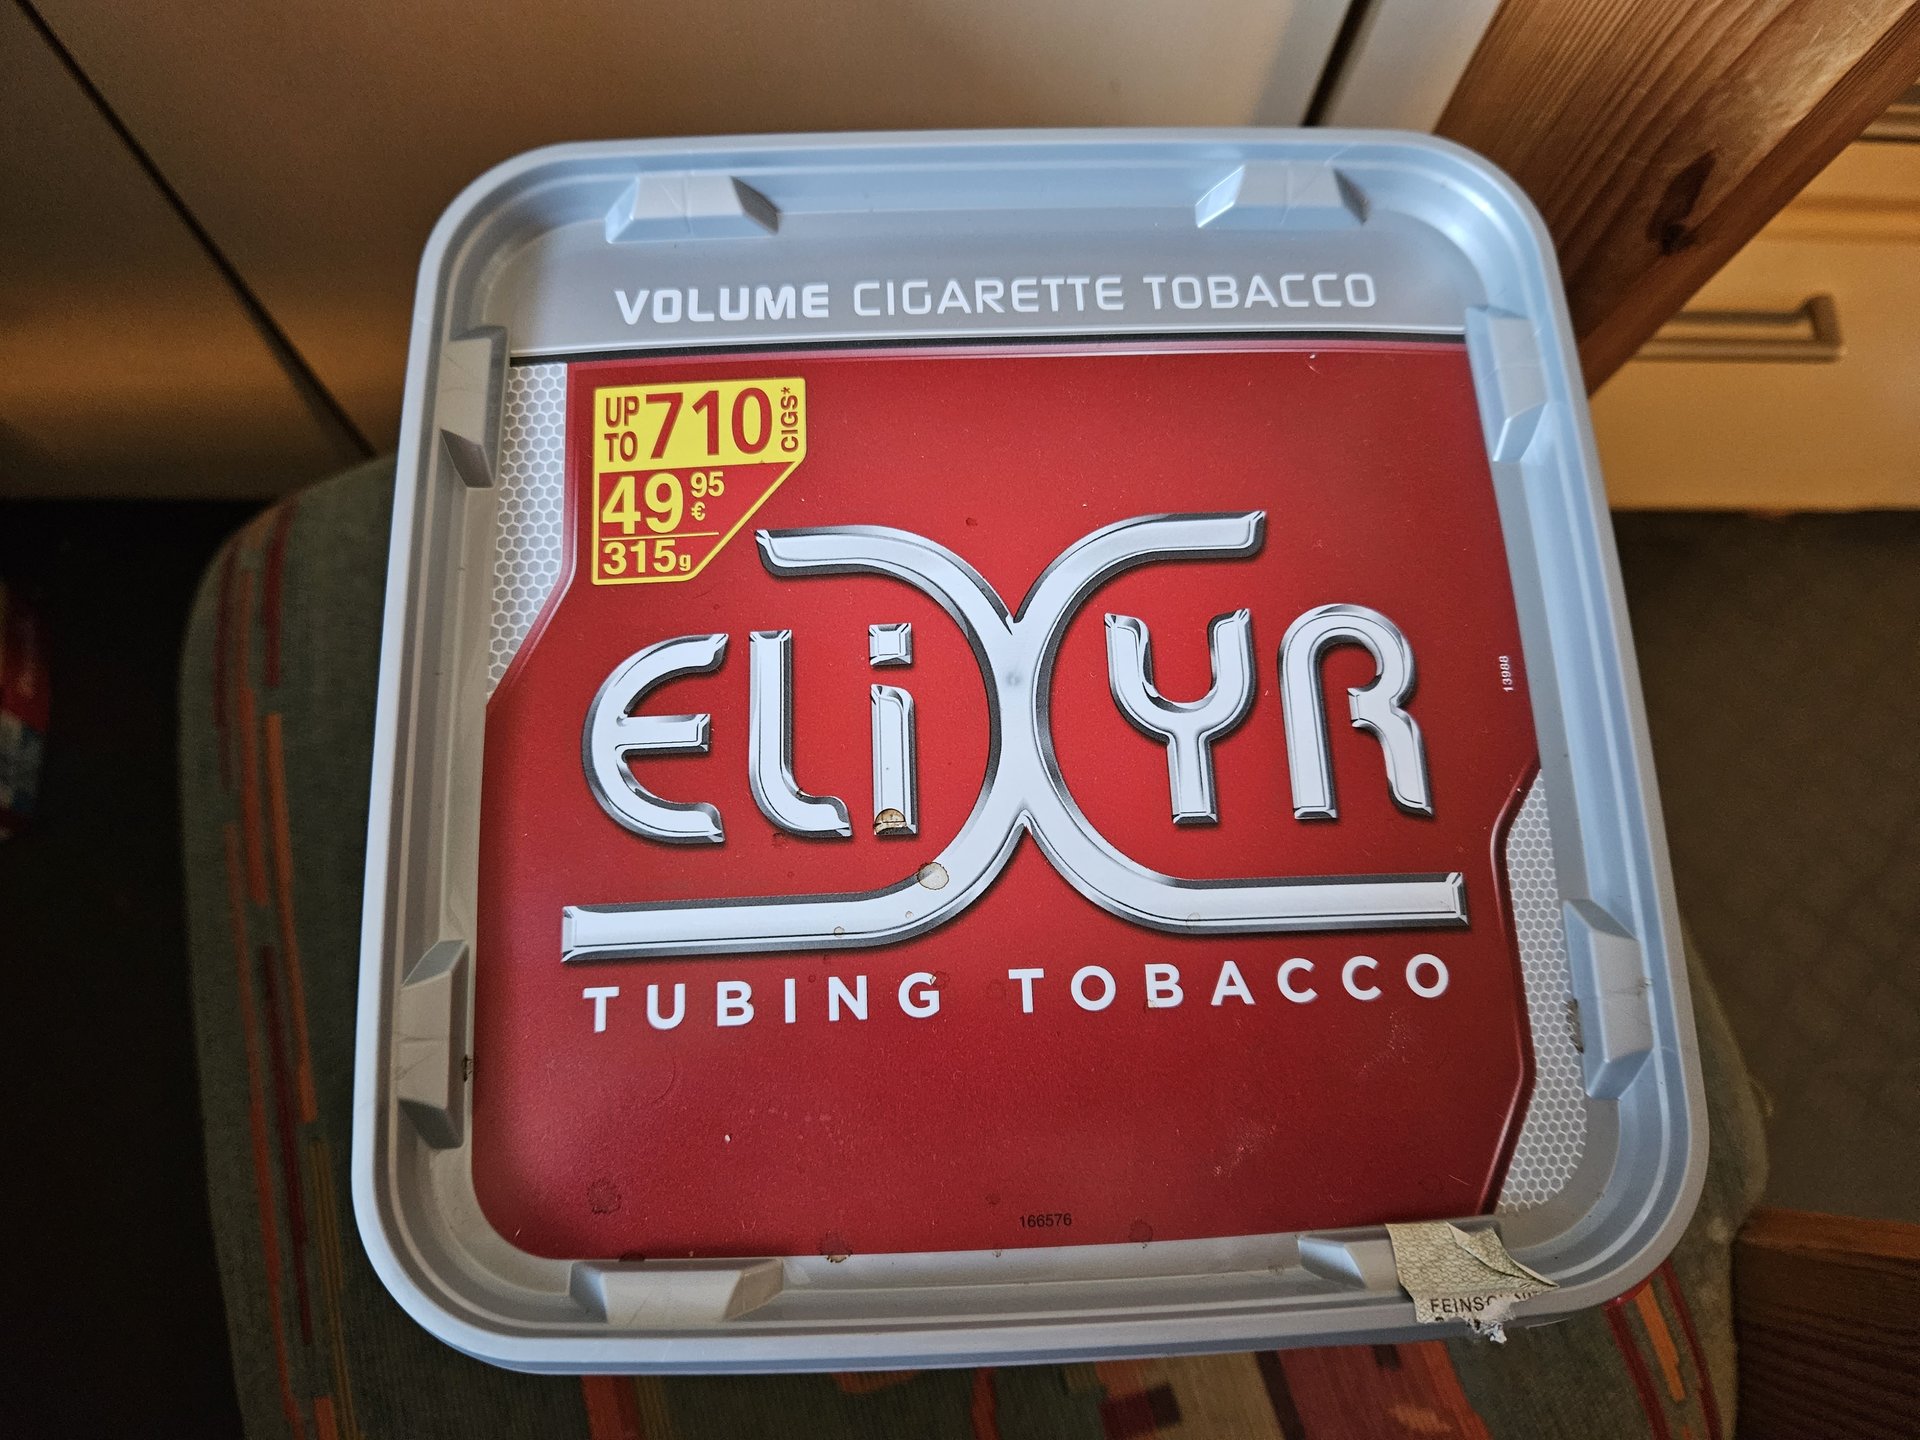 VOLUME CIGARETTE TOBACCO
UP TO 710 CIGS*
49 95 €
315g
ELIXYR
TUBING TOBACCO
13988
166576